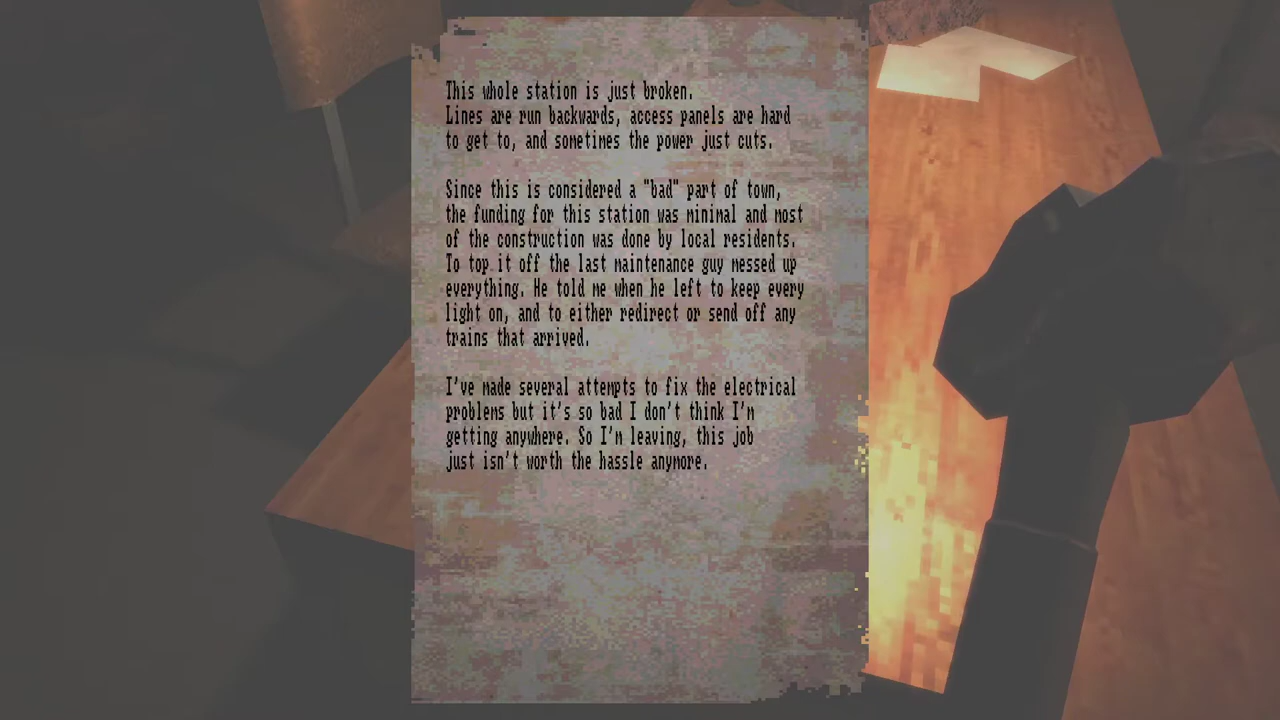 This whole station is just broken.
Lines are run backwards, access panels are hard
to get to, and sometimes the power just cuts.
Since this is considered a "bad" part of town,
the funding for this station was minimal and most
of the construction was done by local residents.
To top it off the last maintenance guy messed up
everything. He told me when he left to keep every
light on, and to either redirect or send off any
trains that arrived.
I've made several attempts to fix the electrical
problems but it's so bad I don't think I'm
getting anywhere. So I'm leaving, this job
just isn't worth the hassle anymore.